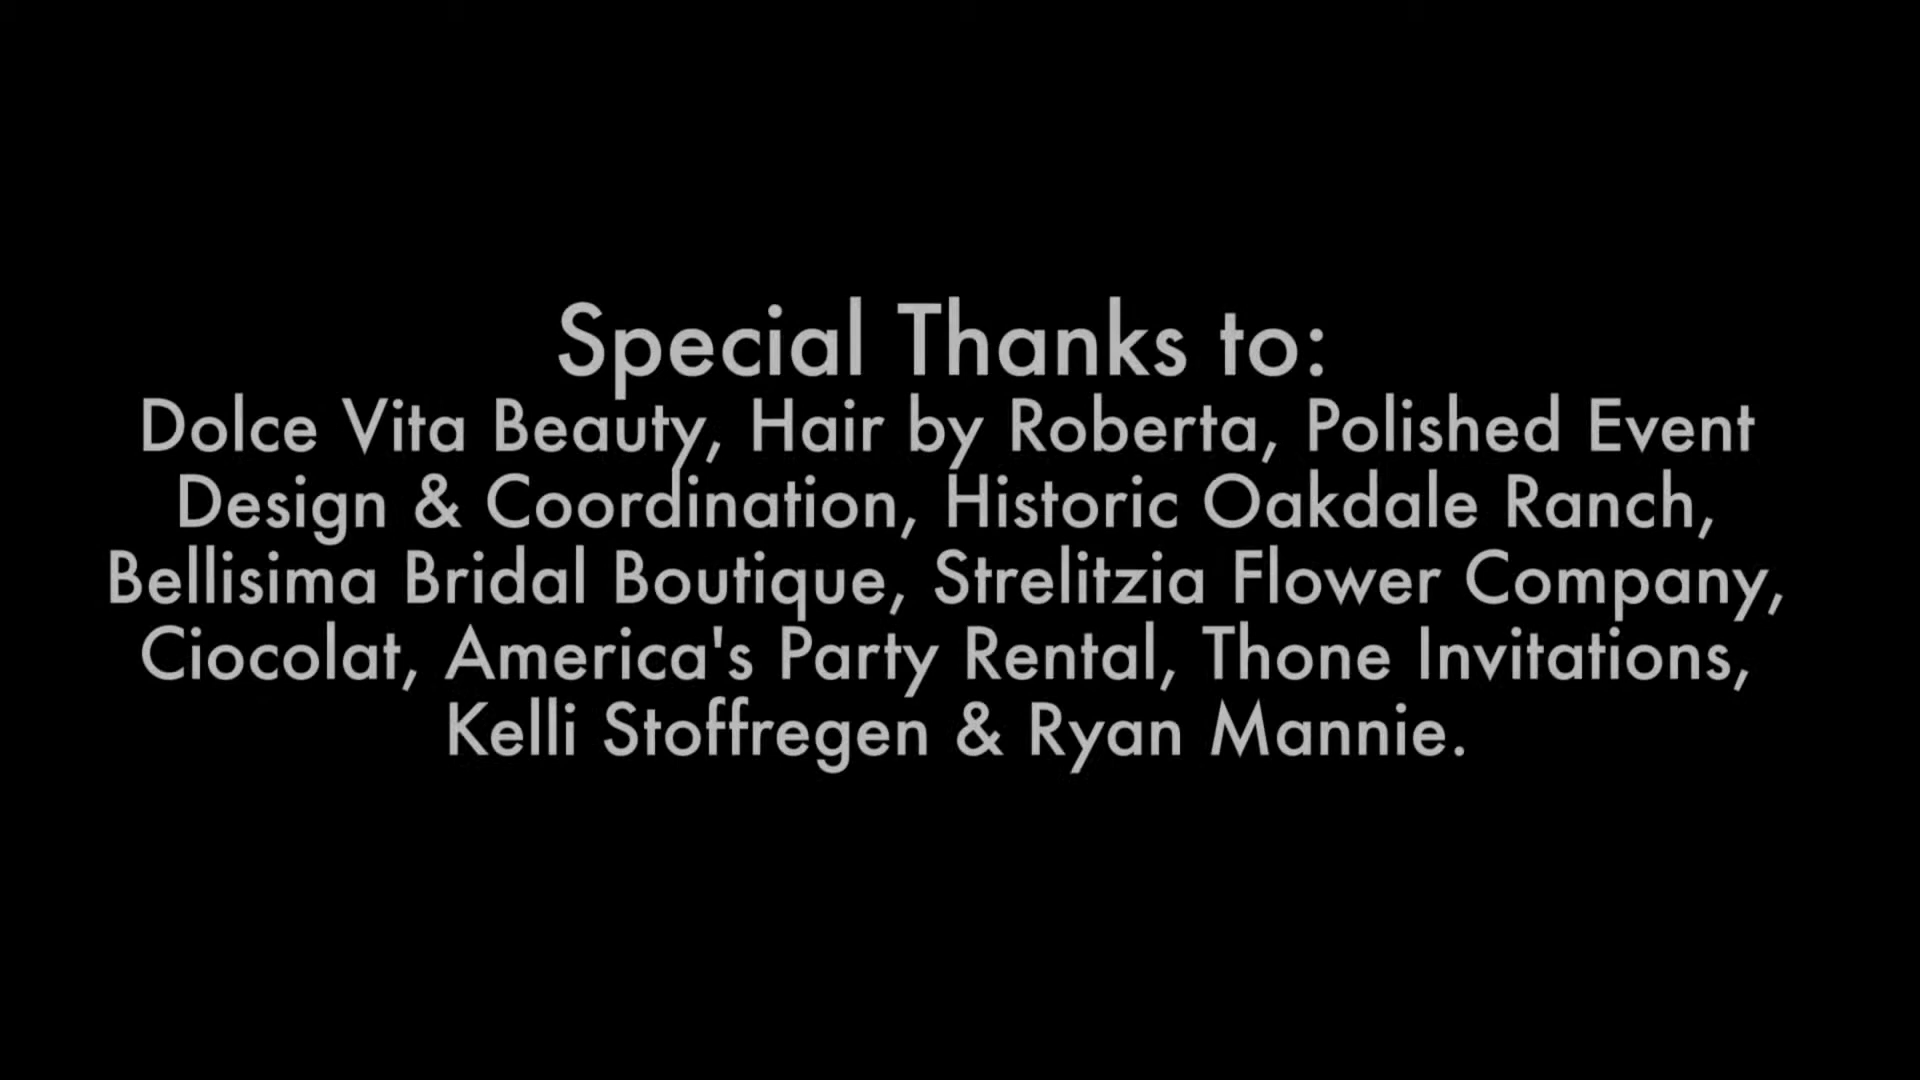 Special Thanks to:
Dolce Vita Beauty, Hair by Roberta, Polished Event
Design & Coordination, Historic Oakdale Ranch,
Bellisima Bridal Boutique, Strelitzia Flower Company,
Ciocolat, America's Party Rental, Thone Invitations,
Kelli Stoffregen & Ryan Mannie.